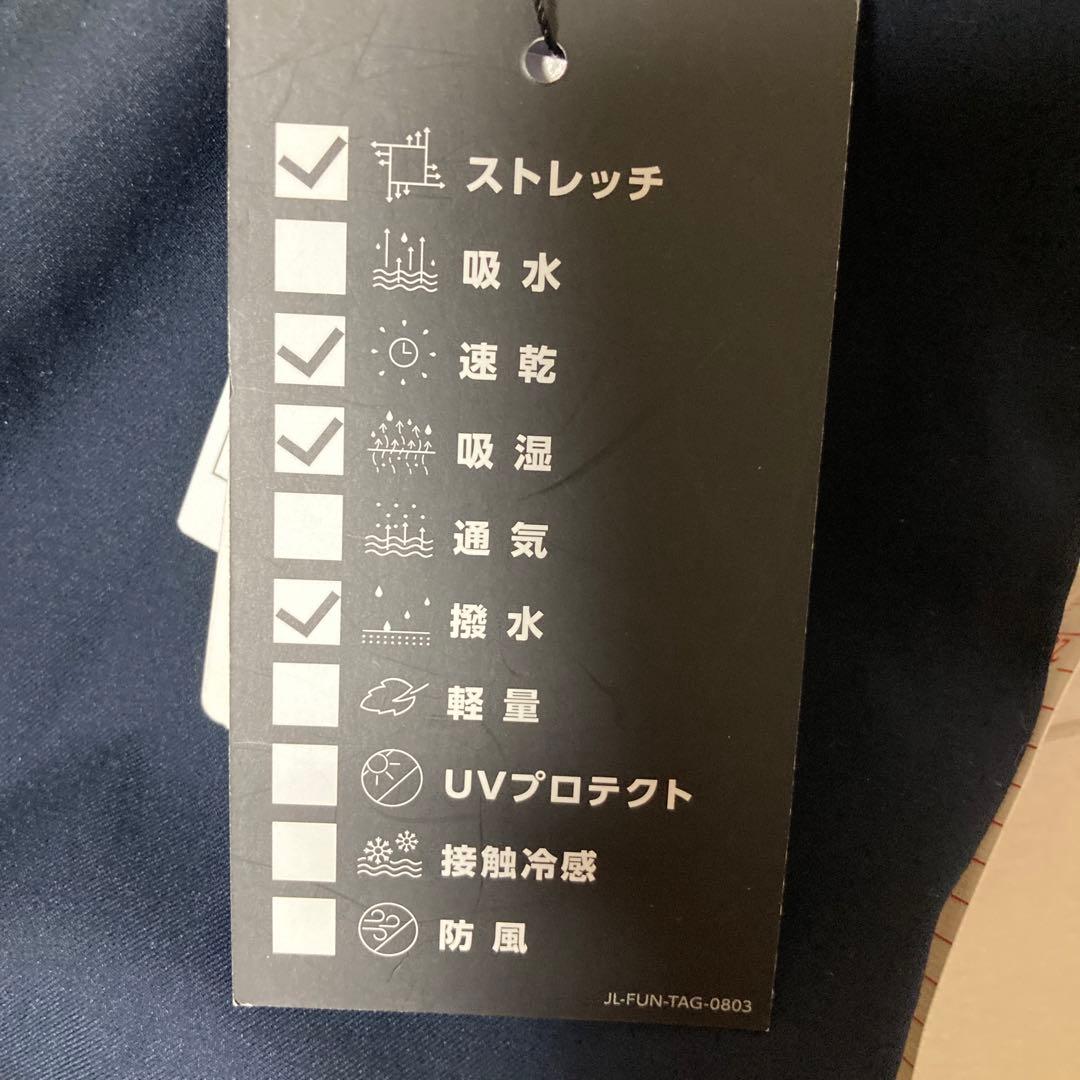 ストレッチ
吸水
速乾
吸湿
通気
撥水
軽量
UVプロテクト
接触冷感
防風
JL-FUN-TAG-0803